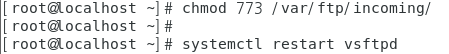 [root@localhost ~]# chmod 773 /var/ftp/incoming/
[root@localhost ~]#
[root@localhost ~]# systemctl restart vsftpd